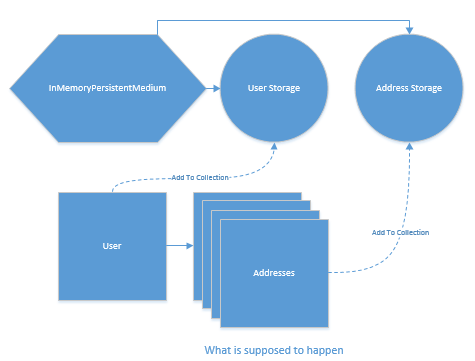 InMemoryPersistentMedium
User Storage
Address Storage
Add To Collection
Add To Collection
User
Addresses
What is supposed to happen